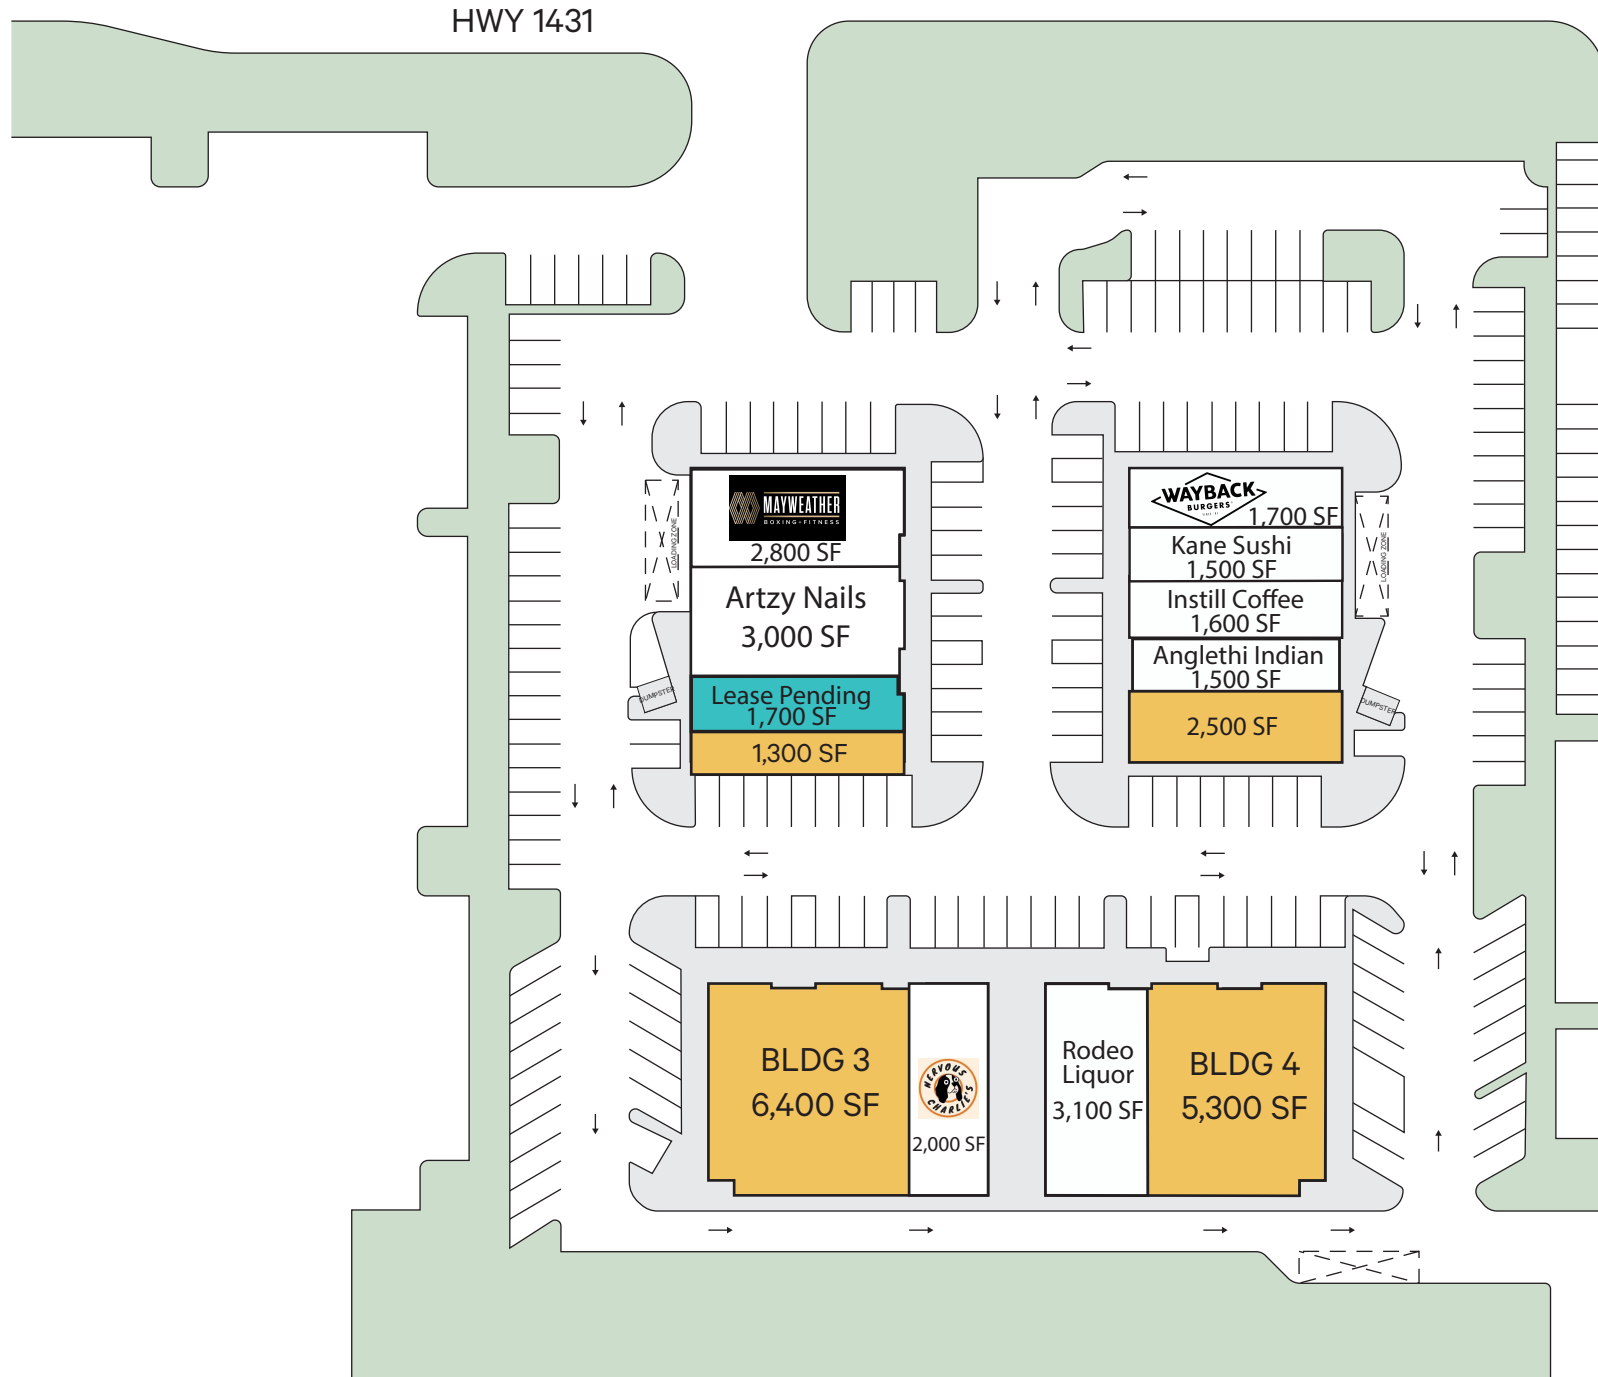 HWY 1431
MAYWEATHER
BOXING+FITNESS
2,800 SF
LOADING ZONE
Artzy Nails
3,000 SF
DUMPSTER
Lease Pending
1,700 SF
1,300 SF
WAYBACK
BURGERS
1,700 SF
Kane Sushi
1,500 SF
LOADING ZONE
Instill Coffee
1,600 SF
Anglethi Indian
1,500 SF
DUMPSTER
2,500 SF
BLDG 3
6,400 SF
NERVOUS
CHARLIE'S
2,000 SF
Rodeo
Liquor
3,100 SF
BLDG 4
5,300 SF